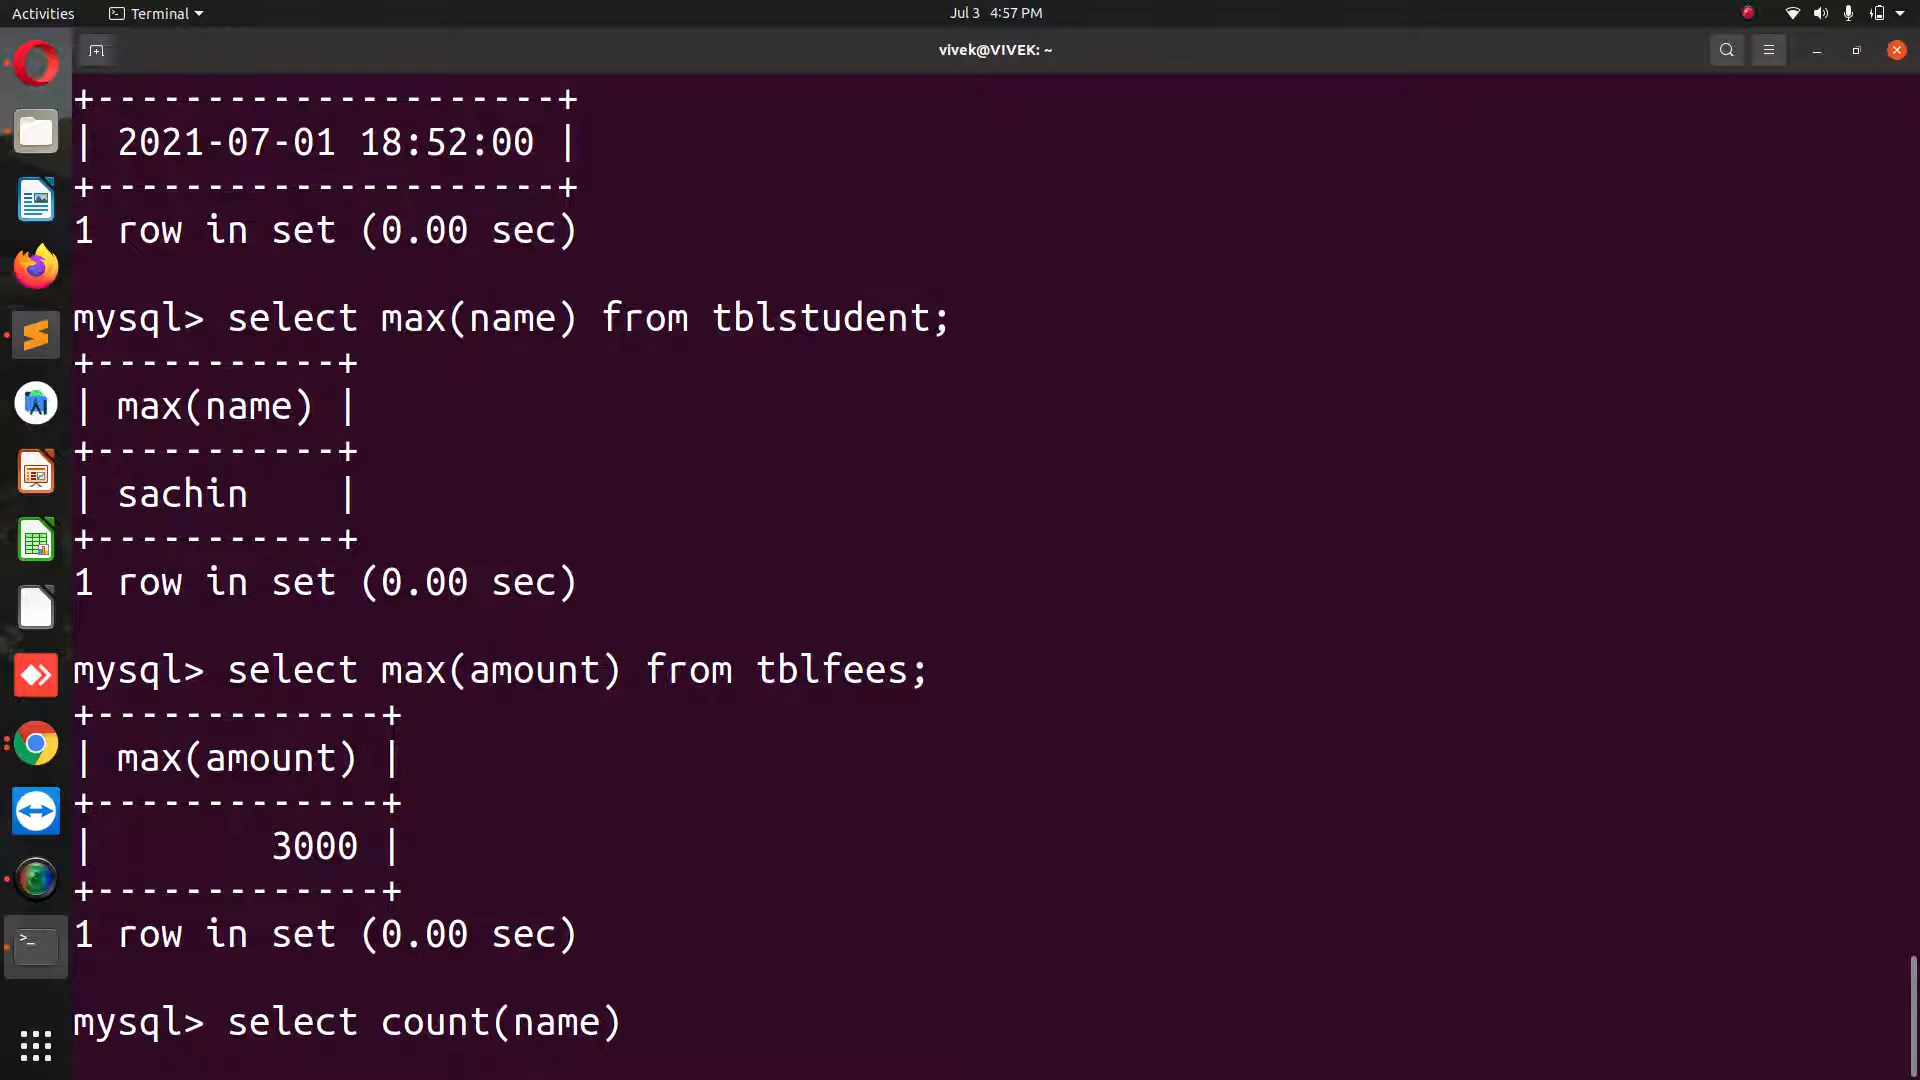 Activities Terminal Jul 3 4:57 PM
vivek@VIVEK: ~
+---------------------+
| 2021-07-01 18:52:00 |
+---------------------+
1 row in set (0.00 sec)
mysql> select max(name) from tblstudent;
+-----------+
| max(name) |
+-----------+
| sachin    |
+-----------+
1 row in set (0.00 sec)
mysql> select max(amount) from tblfees;
+-------------+
| max(amount) |
+-------------+
|        3000 |
+-------------+
1 row in set (0.00 sec)
mysql> select count(name)